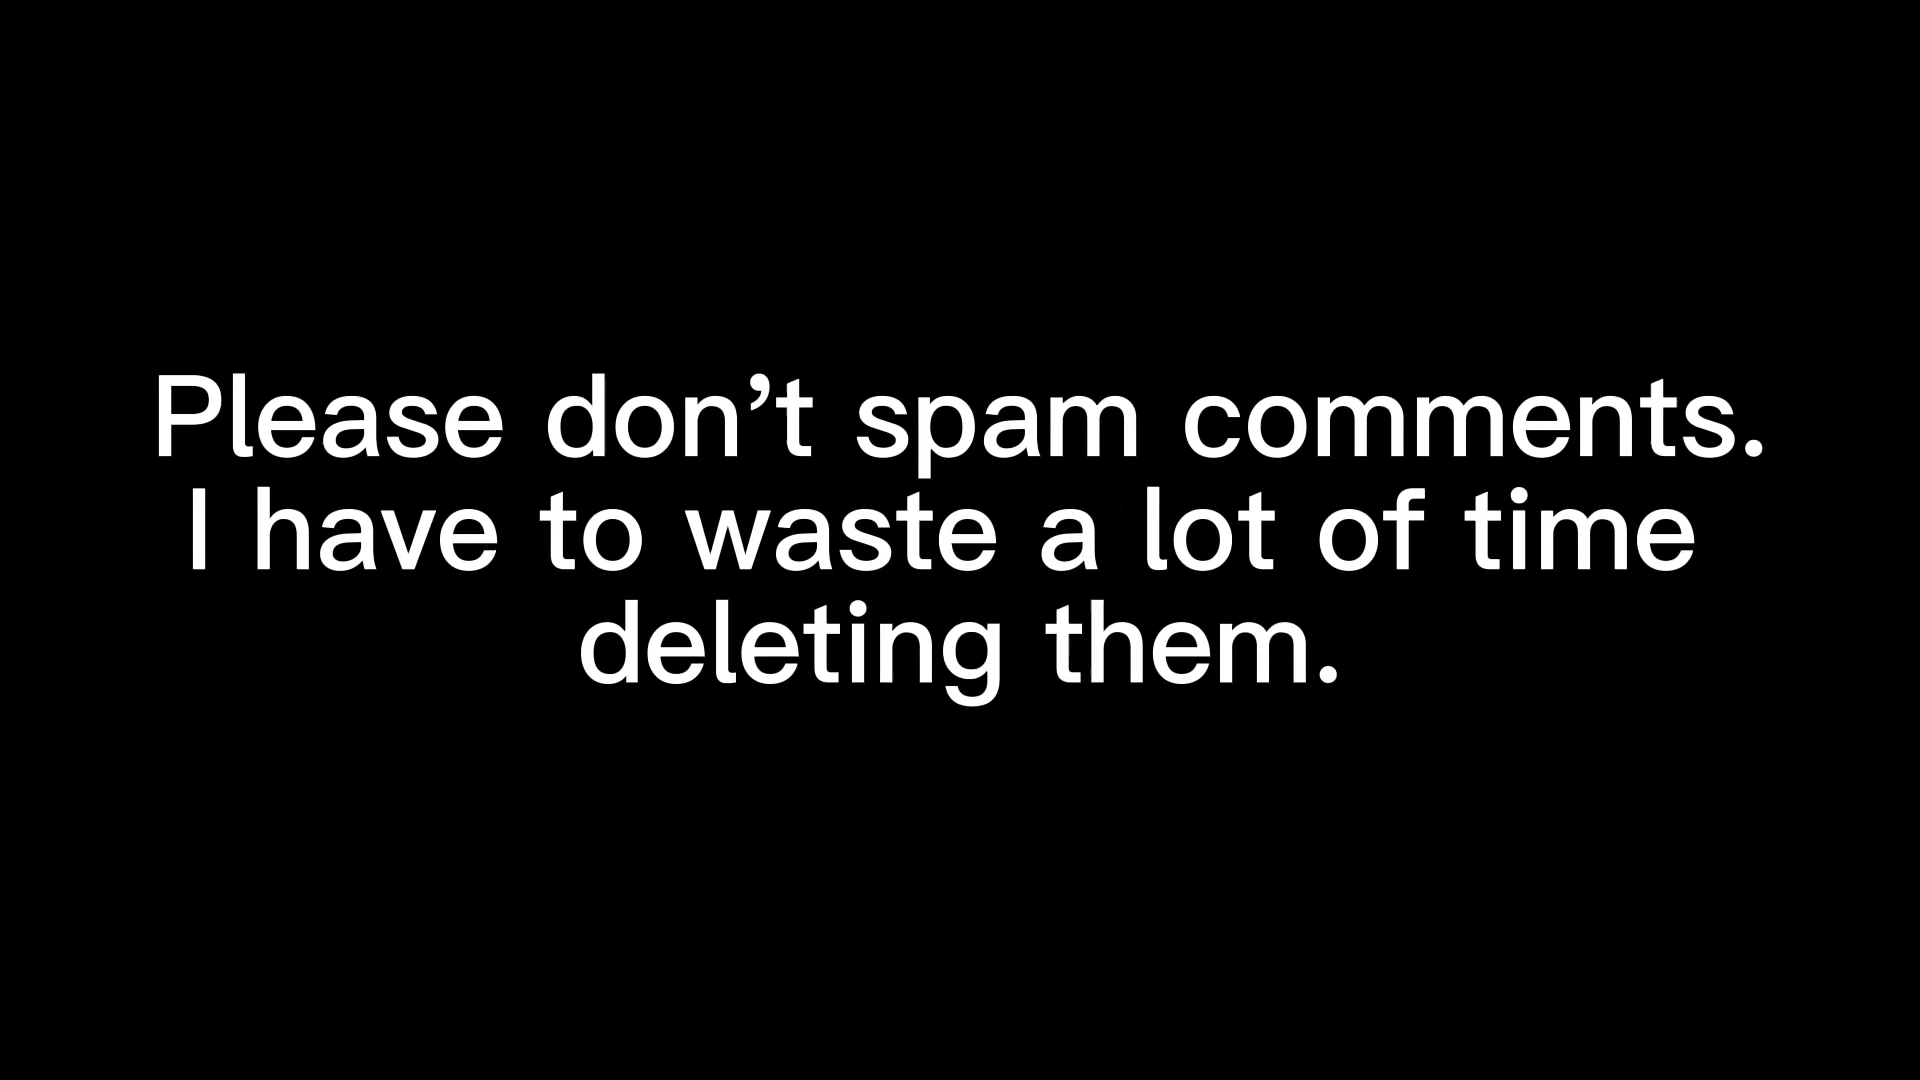 Please don’t spam comments.
I have to waste a lot of time
deleting them.